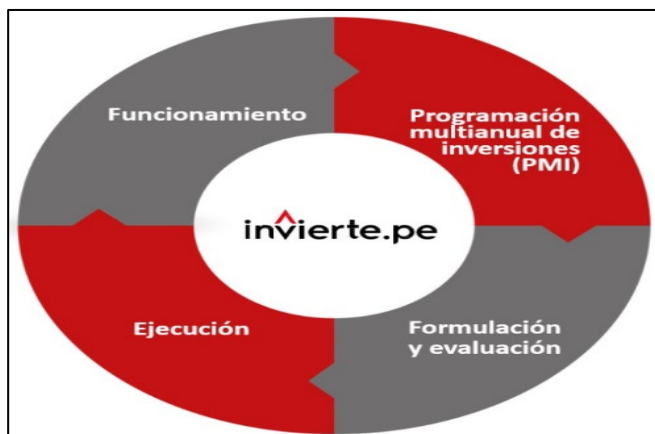 Funcionamiento
Programación
multianual de
inversiones
(PMI)
invierte.pe
Ejecución
Formulación
y evaluación